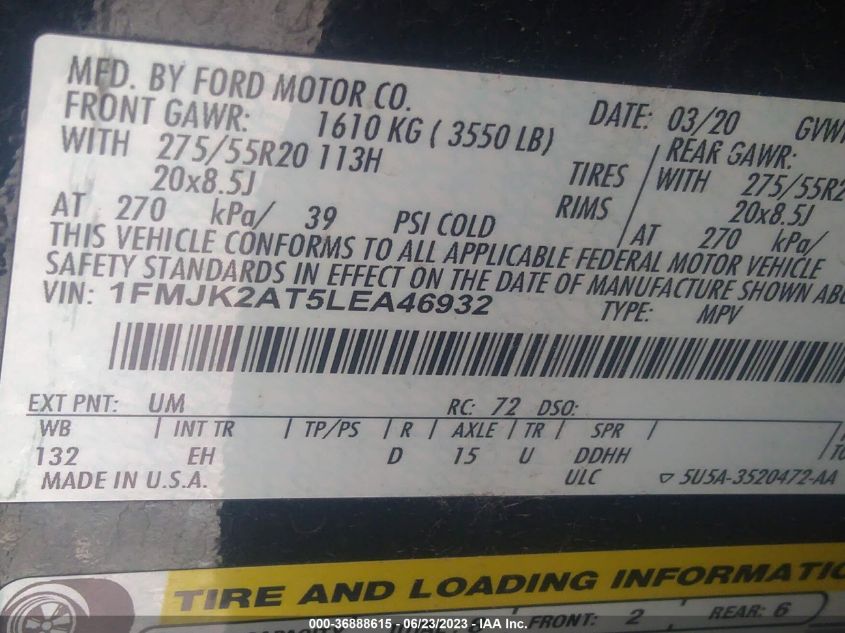 MFD. BY FORD MOTOR CO.
DATE: 03/20
FRONT GAWR: 1610 KG ( 3550 LB)
REAR GAWR:
WITH 275/55R20 113H TIRES
WITH
20x8.5J RIMS
20x8.5J
AT 270 kPa/ 39 PSI COLD
AT 270 kPa/
THIS VEHICLE CONFORMS TO ALL APPLICABLE FEDERAL MOTOR VEHICLE
SAFETY STANDARDS IN EFFECT ON THE DATE OF MANUFACTURE SHOWN
VIN: 1FMJK2AT5LEA46932
TYPE: MPV
EXT PNT: UM RC: 72 DSO:
WB | INT TR | TP/PS | R | AXLE | TR | SPR |
132 EH D 15 U DDHH
MADE IN U.S.A. ULC ▽ 5U5A-3520472-AA
TIRE AND LOADING
FRONT: 2 REAR: 6
000-36888615 - 06/23/2023 - IAA Inc.